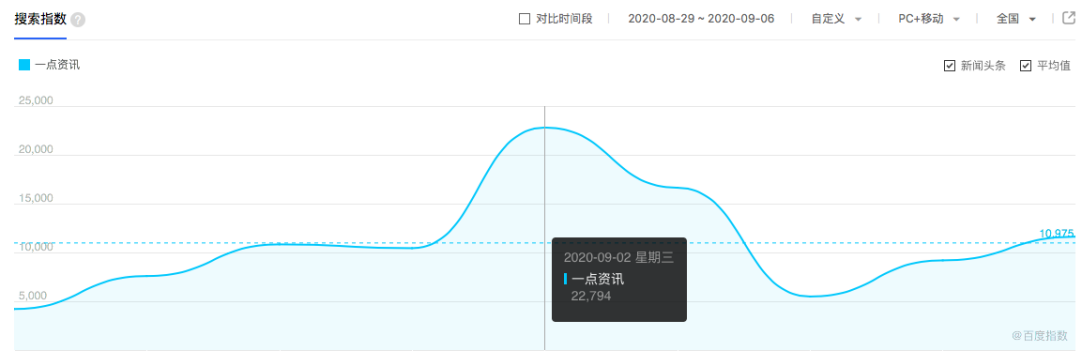 搜索指数 ?
对比时间段 2020-08-29 ~ 2020-09-06 自定义 PC+移动 全国
一点资讯
新闻头条 平均值
25,000
20,000
15,000
10,000
5,000
10,975
2020-09-02 星期三
一点资讯
22,794
@百度指数